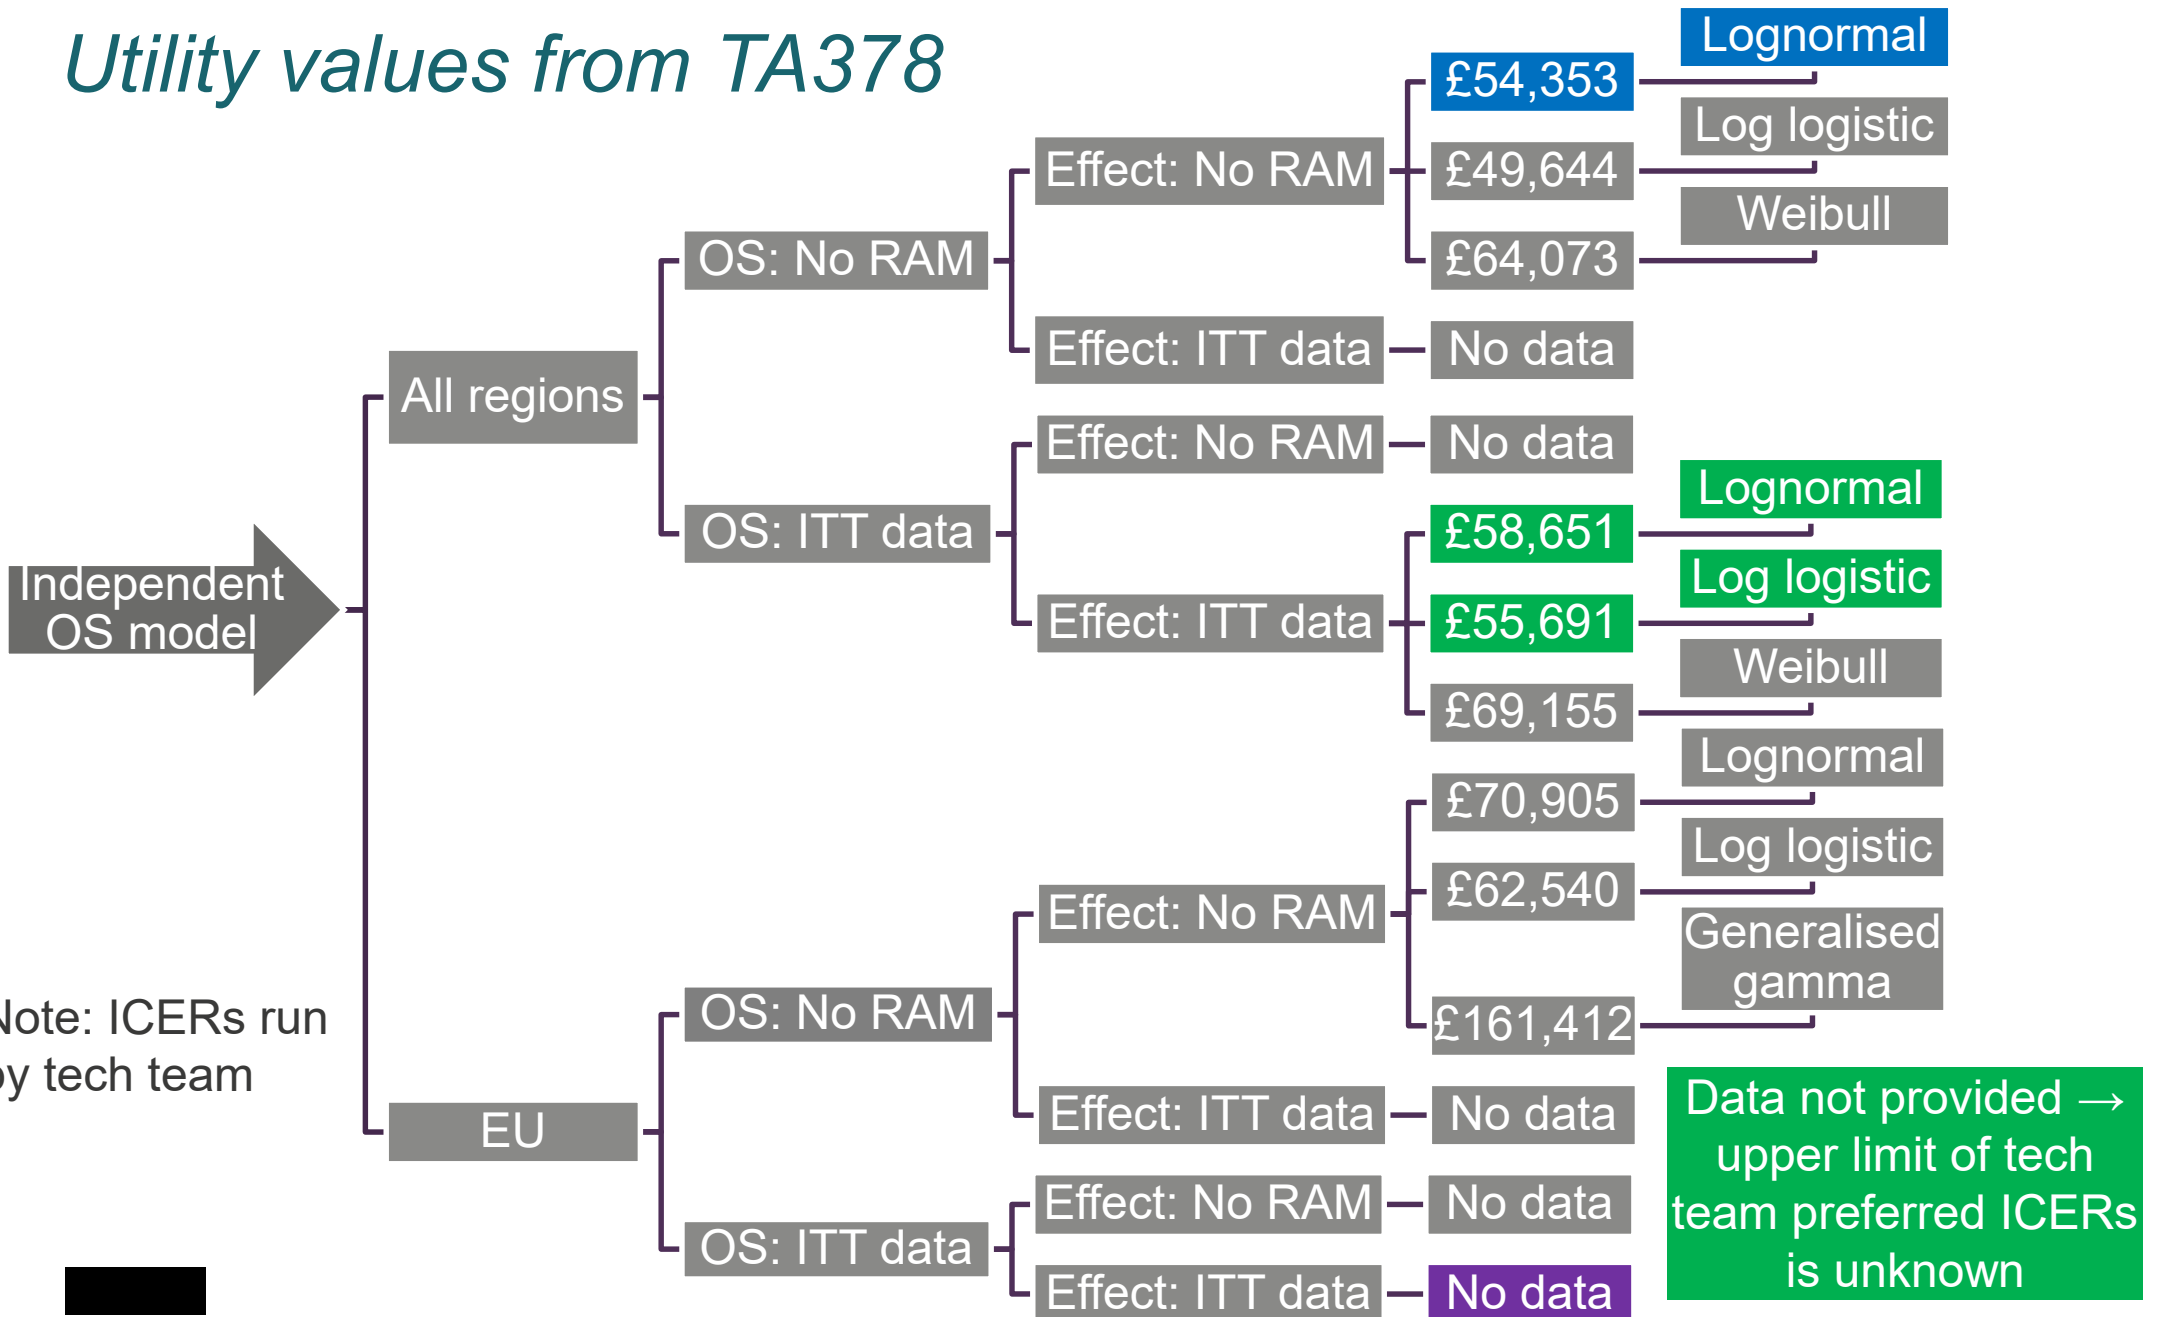 Utility values from TA378
Lognormal
£54,353
Log logistic
Effect: No RAM
£49,644
Weibull
OS: No RAM
£64,073
Effect: ITT data
No data
All regions
Effect: No RAM
No data
Lognormal
OS: ITT data
£58,651
Log logistic
Independent
OS model
Effect: ITT data
£55,691
Weibull
£69,155
Lognormal
£70,905
Log logistic
£62,540
Effect: No RAM
Generalised
gamma
OS: No RAM
£161,412
Note: ICERs run
by tech team
Effect: ITT data
No data
EU
Effect: No RAM
No data
OS: ITT data
Effect: ITT data
No data
Data not provided →
upper limit of tech
team preferred ICERs
is unknown